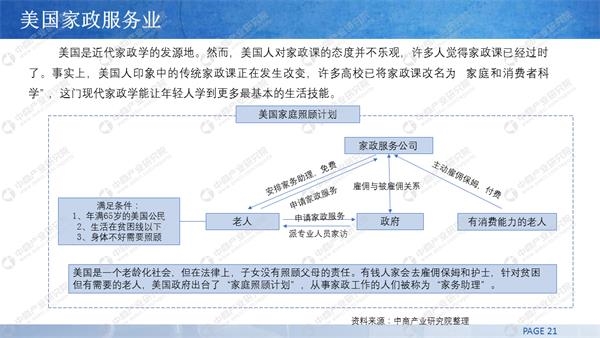 美国家政服务业
美国是近代家政学的发源地。然而，美国人对家政课的态度并不乐观，许多人觉得家政课已经过时
了。事实上，美国人印象中的传统家政课正在发生改变，许多高校已将家政课改名为“家庭和消费者科
学”，这门现代家政学能让年轻人学到更多最基本的生活技能。
美国家庭照顾计划
家政服务公司
安排家务助理，免费
申请家政服务
雇佣与被雇佣关系
主动雇佣保姆，付费
满足条件：
1、年满65岁的美国公民
2、生活在贫困线以下
3、身体不好需要照顾
老人
申请家政服务
派专业人员家访
政府
有消费能力的老人
美国是一个老龄化社会，但在法律上，子女没有照顾父母的责任。有钱人家会去雇佣保姆和护士，针对贫困
但有需要的老人，美国政府出台了“家庭照顾计划”，从事家政工作的人们被称为“家务助理”。
资料来源：中商产业研究院整理
PAGE 21
中商产业研究院